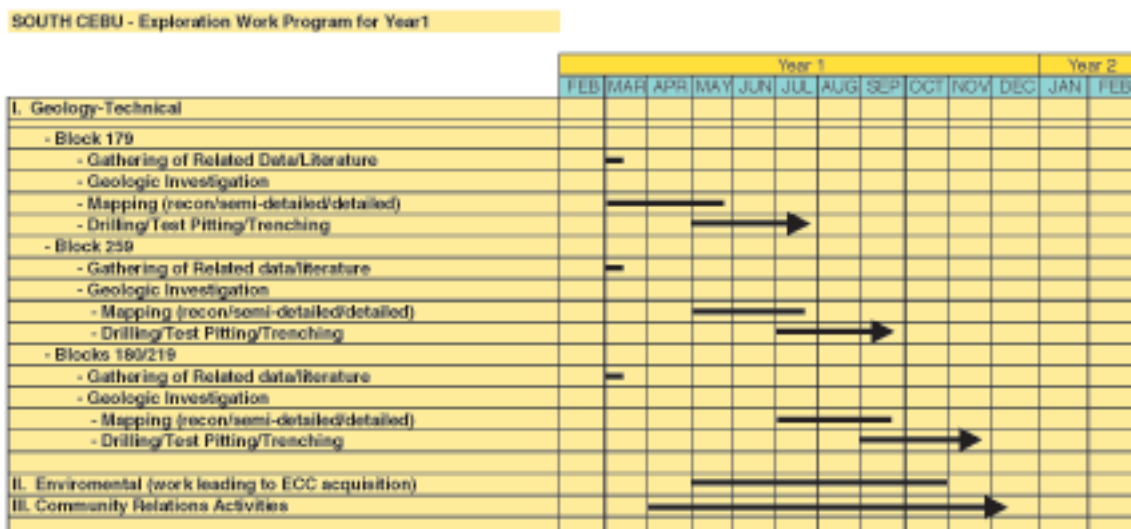 SOUTH CEBU - Exploration Work Program for Year1
Year 1 Year 2
FEB MAR APR MAY JUN JUL AUG SEP OCT NOV DEC JAN FEB
I. Geology-Technical
- Block 179
- Gathering of Related Data/Literature
- Geologic Investigation
- Mapping (recon/semi-detailed/detailed)
- Drilling/Test Pitting/Trenching
- Block 259
- Gathering of Related data/literature
- Geologic Investigation
- Mapping (recon/semi-detailed/detailed)
- Drilling/Test Pitting/Trenching
- Blocks 180/219
- Gathering of Related data/literature
- Geologic Investigation
- Mapping (recon/semi-detailed/detailed)
- Drilling/Test Pitting/Trenching
II. Enviromental (work leading to ECC acquisition)
III. Community Relations Activities